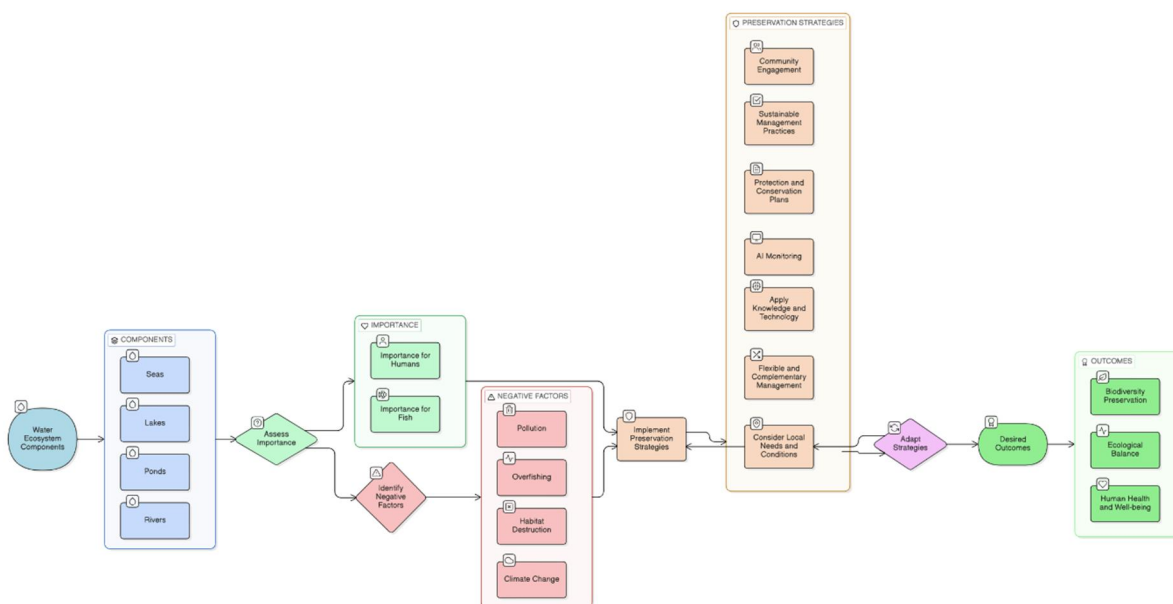 PRESERVATION STRATEGIES
Community
Engagement
Sustainable
Management
Practices
Protection and
Conservation
Plans
AI Monitoring
Apply
Knowledge and
Technology
Flexible and
Complementary
Management
Consider Local
Needs and
Conditions
COMPONENTS
Seas
Lakes
Ponds
Rivers
Water
Ecosystem
Components
Assess
Importance
IMPORTANCE
Importance for
Humans
Importance for
Fish
Identify
Negative
Factors
NEGATIVE FACTORS
Pollution
Overfishing
Habitat
Destruction
Climate Change
Implement
Preservation
Strategies
Adapt
Strategies
Desired
Outcomes
OUTCOMES
Biodiversity
Preservation
Ecological
Balance
Human Health
and Well-being